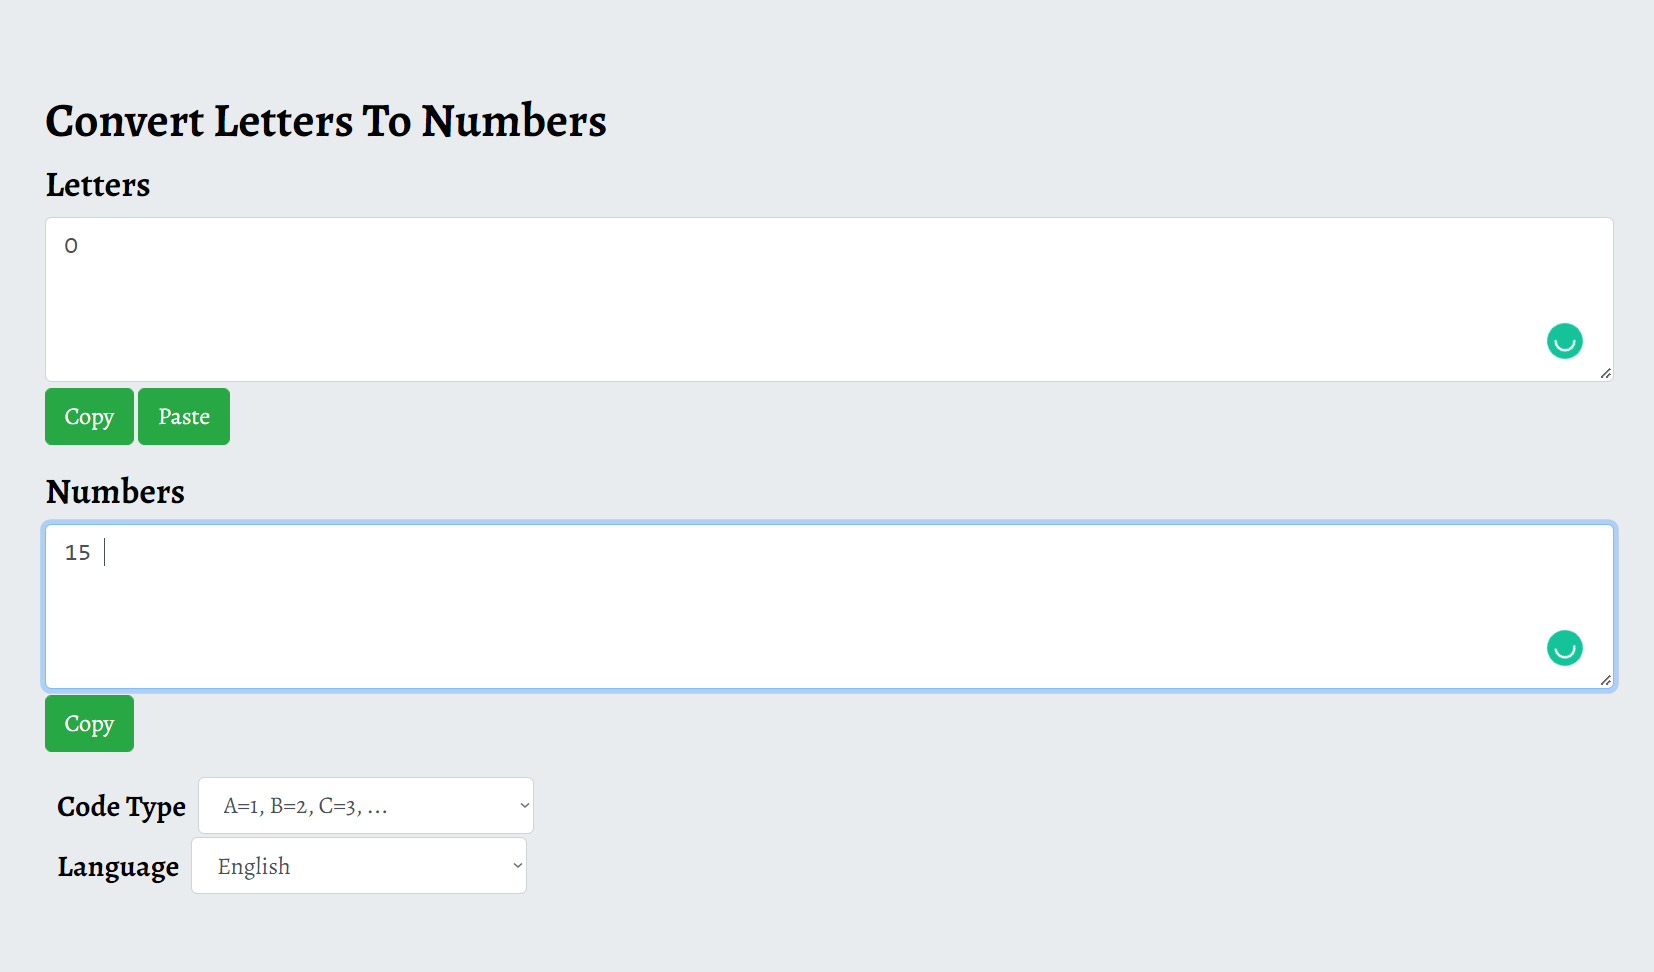 Convert Letters To Numbers
Letters
O
Copy Paste
Numbers
15
Copy
Code Type A=1, B=2, C=3, ...
Language English